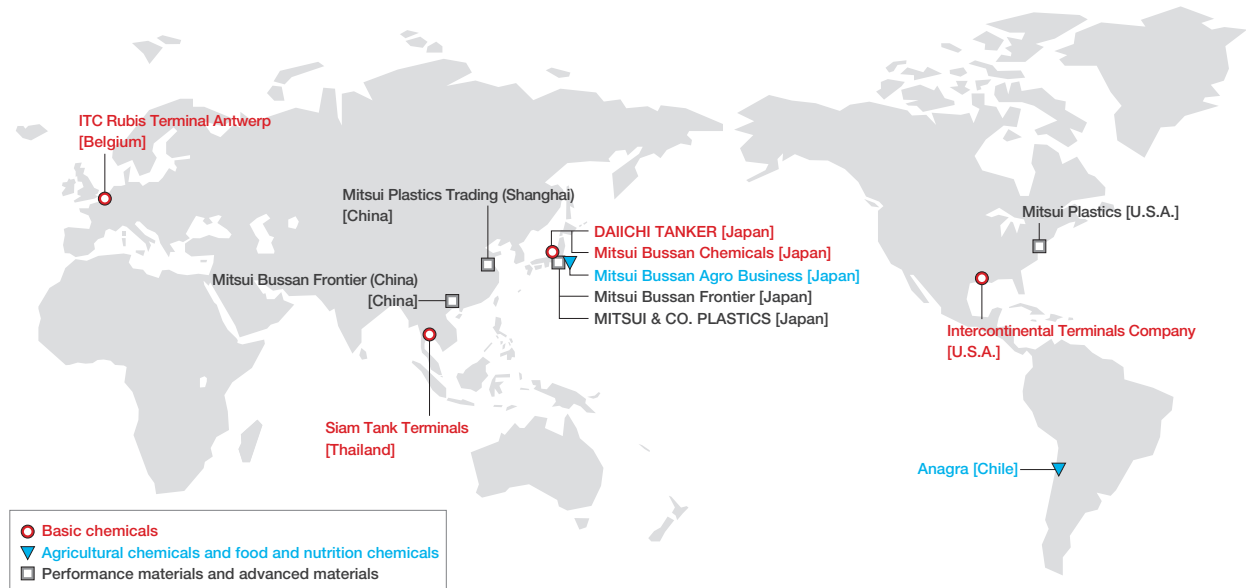 ITC Rubis Terminal Antwerp
[Belgium]
Mitsui Plastics Trading (Shanghai)
[China]
Mitsui Bussan Frontier (China)
[China]
Siam Tank Terminals
[Thailand]
DAIICHI TANKER [Japan]
Mitsui Bussan Chemicals [Japan]
Mitsui Bussan Agro Business [Japan]
Mitsui Bussan Frontier [Japan]
MITSUI & CO. PLASTICS [Japan]
Mitsui Plastics [U.S.A.]
Intercontinental Terminals Company
[U.S.A.]
Anagra [Chile]
Basic chemicals
Agricultural chemicals and food and nutrition chemicals
Performance materials and advanced materials